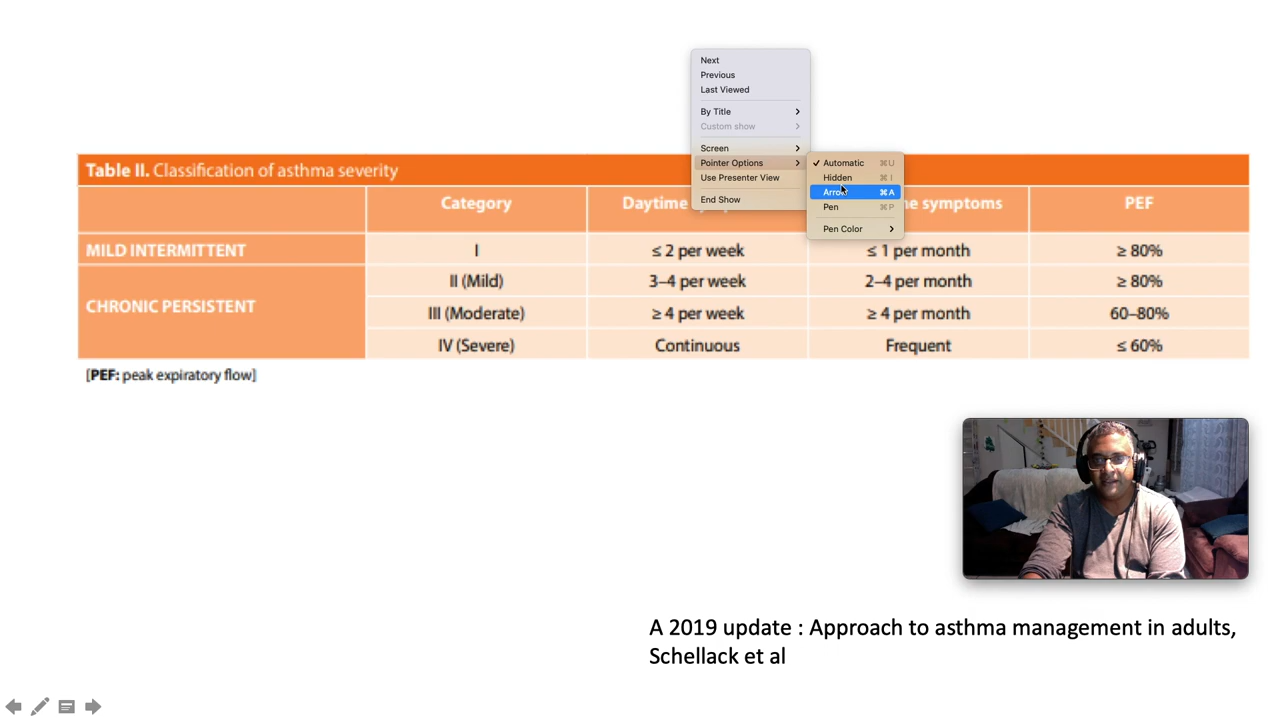 Next
Previous
Last Viewed
By Title
Custom show
Screen
Pointer Options
Use Presenter View
End Show
✓ Automatic ⌘U
Hidden ⌘I
⌘A
Pen ⌘P
Pen Color
Table II. Classification of asthma severity
Category Daytime symptoms PEF
MILD INTERMITTENT I ≤ 2 per week ≤ 1 per month ≥ 80%
CHRONIC PERSISTENT
II (Mild) 3–4 per week 2–4 per month ≥ 80%
III (Moderate) ≥ 4 per week ≥ 4 per month 60–80%
IV (Severe) Continuous Frequent ≤ 60%
[PEF: peak expiratory flow]
A 2019 update : Approach to asthma management in adults,
Schellack et al